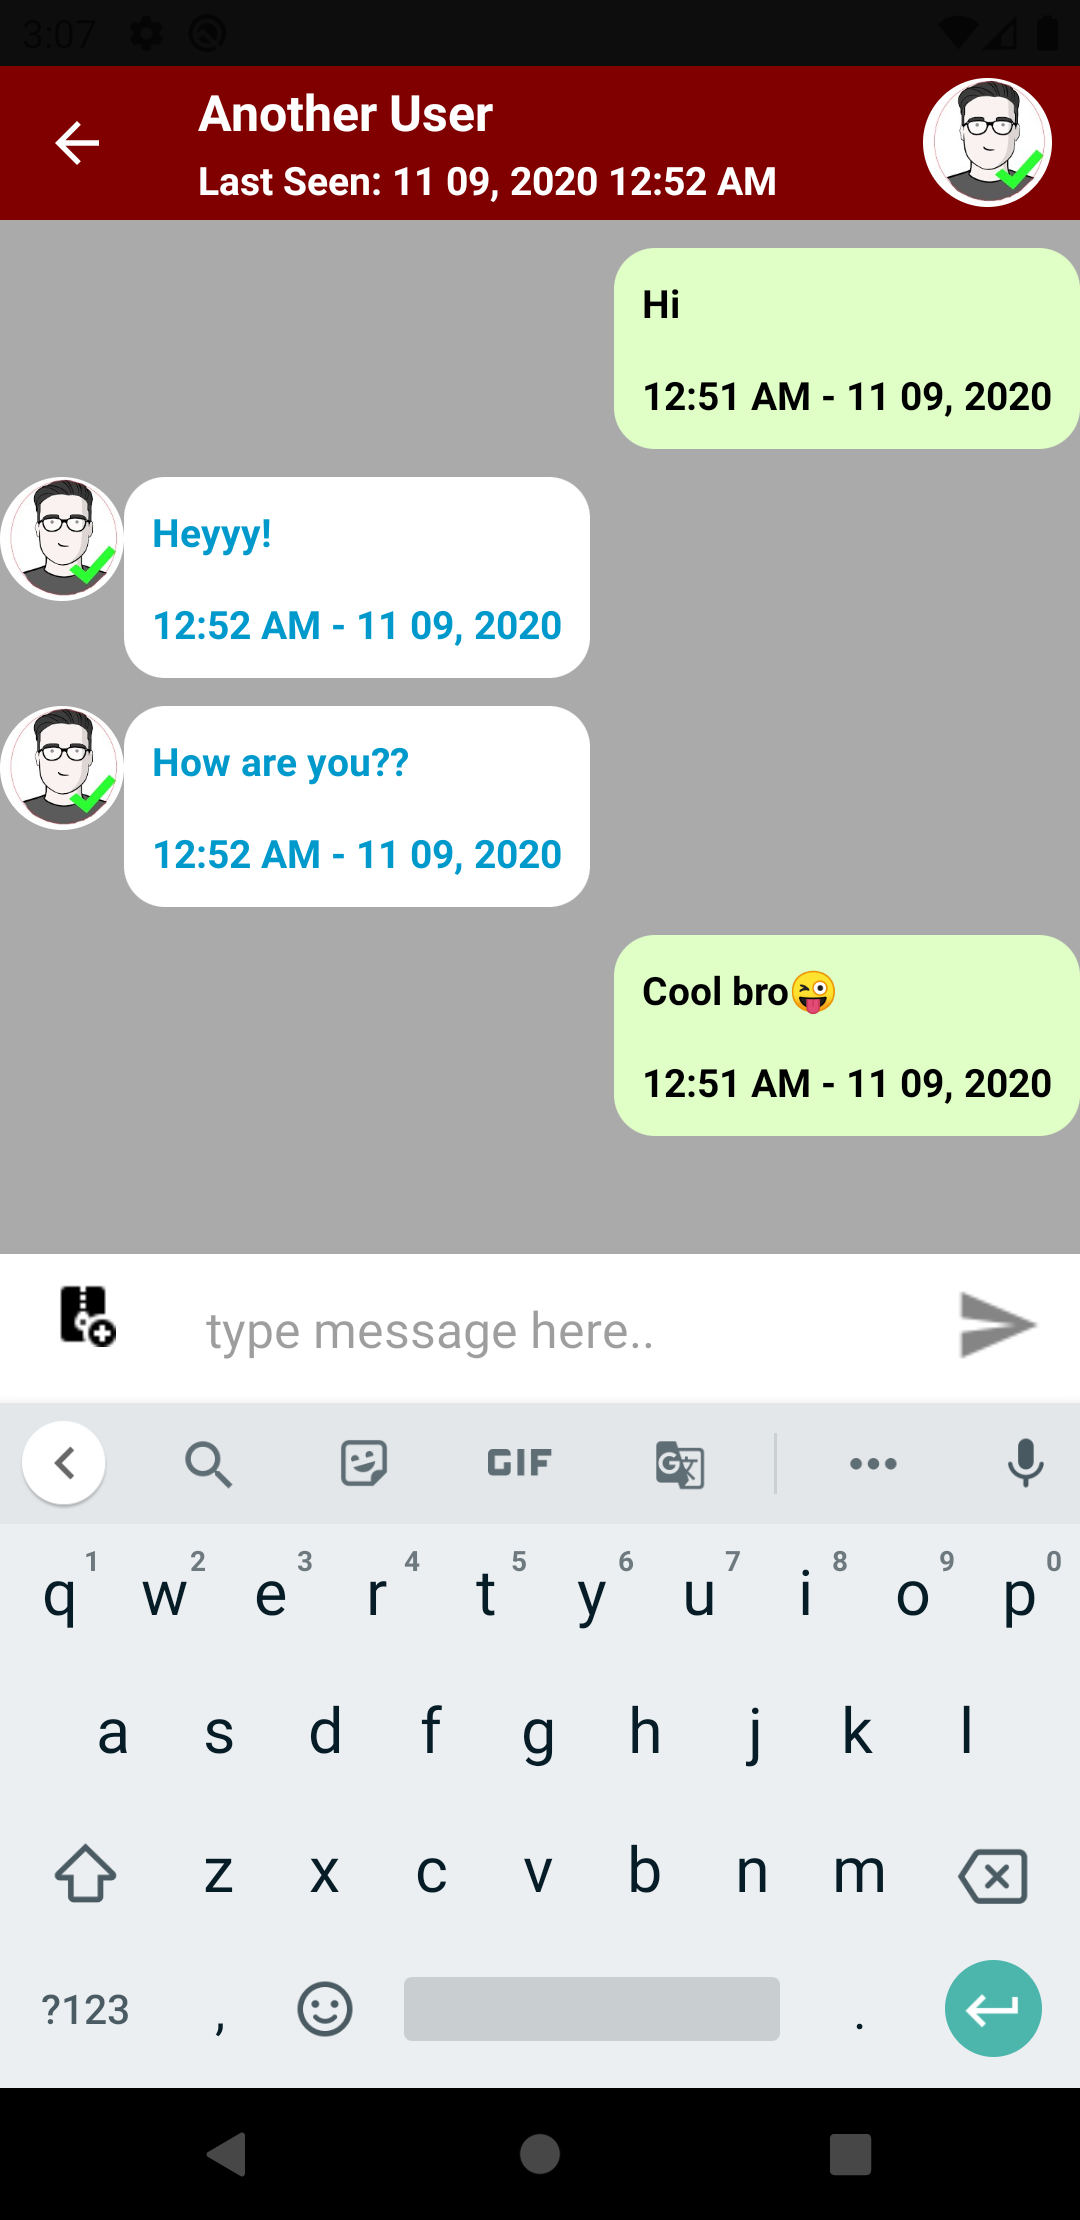 3:07
Another User
Last Seen: 11 09, 2020 12:52 AM
Hi
12:51 AM - 11 09, 2020
Heyyy!
12:52 AM - 11 09, 2020
How are you??
12:52 AM - 11 09, 2020
Cool bro😜
12:51 AM - 11 09, 2020
type message here..
GIF
1 2 3 4 5 6 7 8 9 0
q w e r t y u i o p
a s d f g h j k l
z x c v b n m
?123 , .